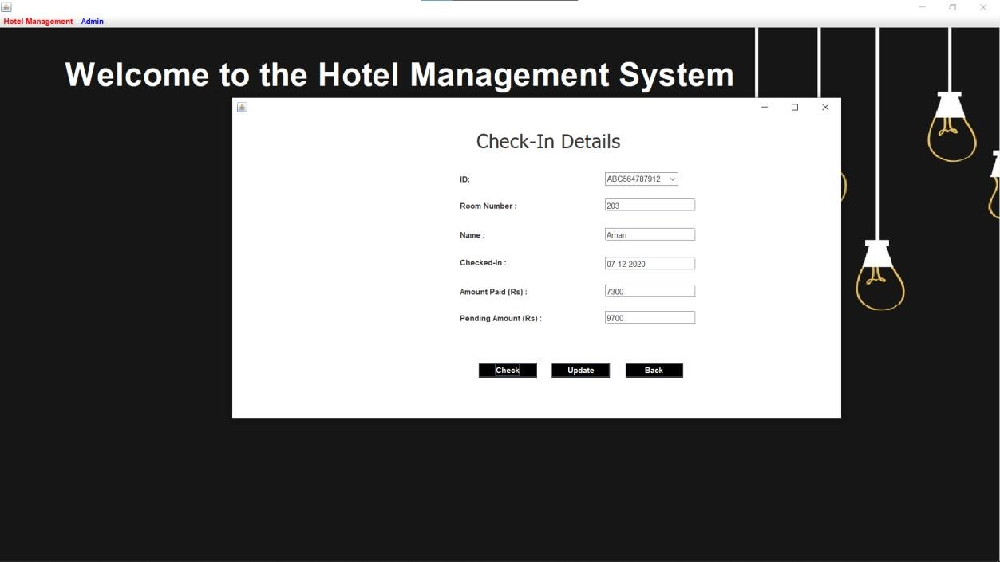 Hotel Management Admin
Welcome to the Hotel Management System
Check-In Details
ID: ABC564787912
Room Number : 203
Name : Aman
Checked-in : 07-12-2020
Amount Paid (Rs) : 7300
Pending Amount (Rs) : 9700
Check Update Back